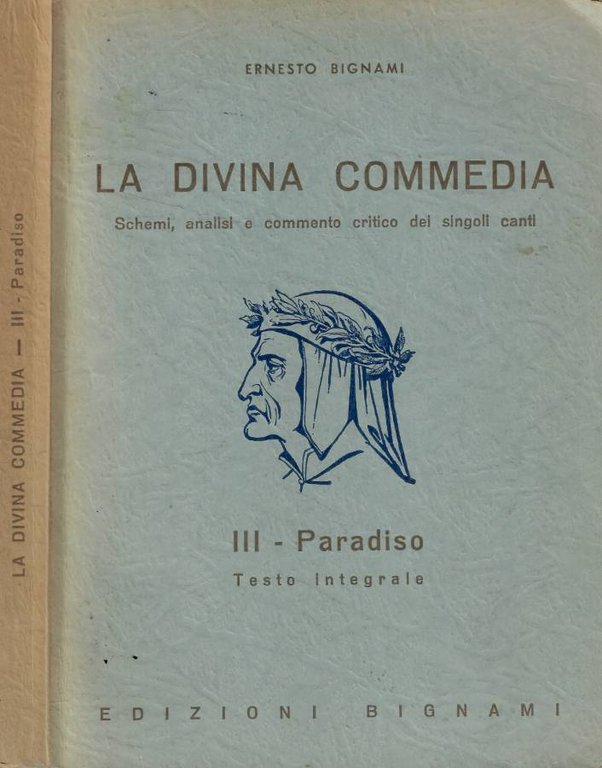 LA DIVINA COMMEDIA — III - Paradiso
ERNESTO BIGNAMI
LA DIVINA COMMEDIA
Schemi, analisi e commento critico dei singoli canti
III - Paradiso
Testo Integrale
EDIZIONI BIGNAMI